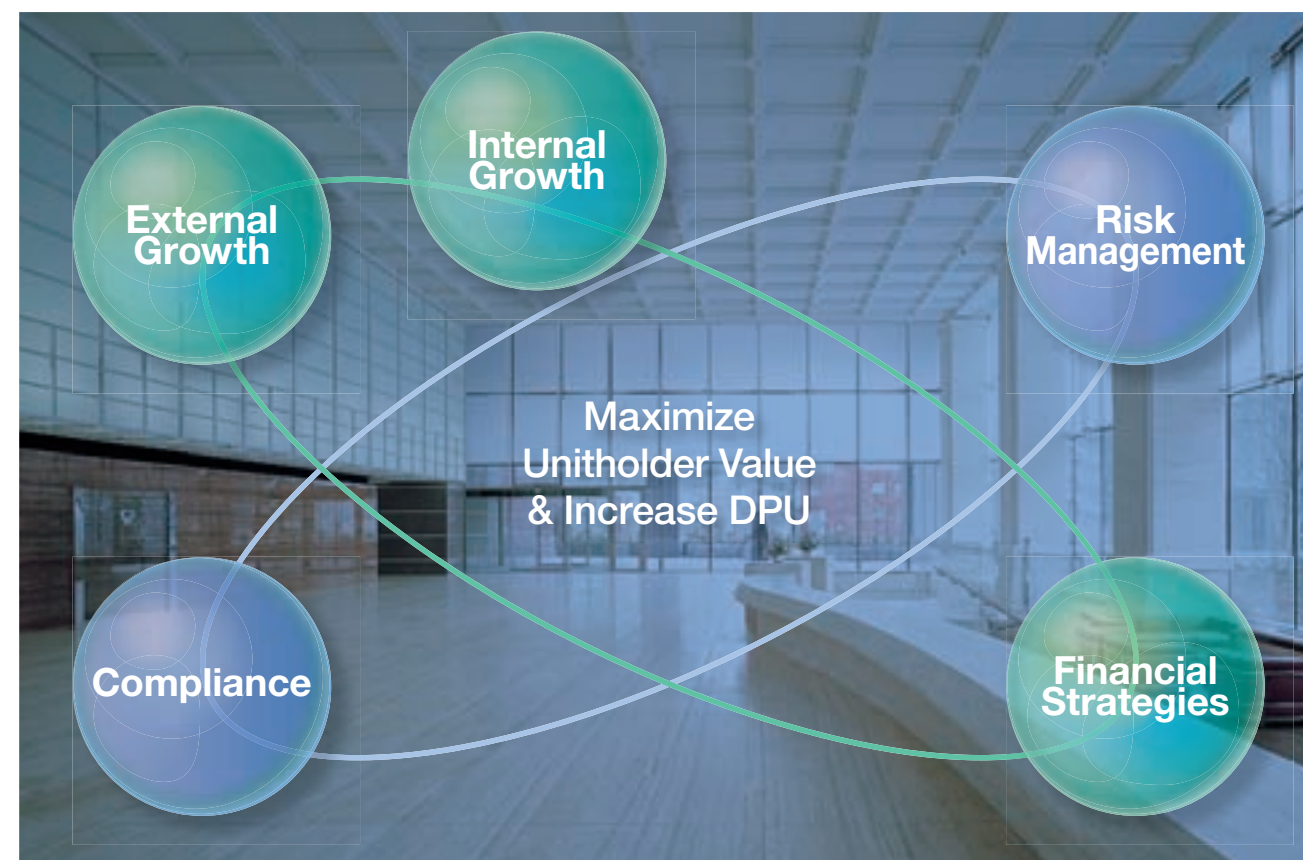 Internal
Growth
External
Growth
Risk
Management
Maximize
Unitholder Value
& Increase DPU
Compliance
Financial
Strategies